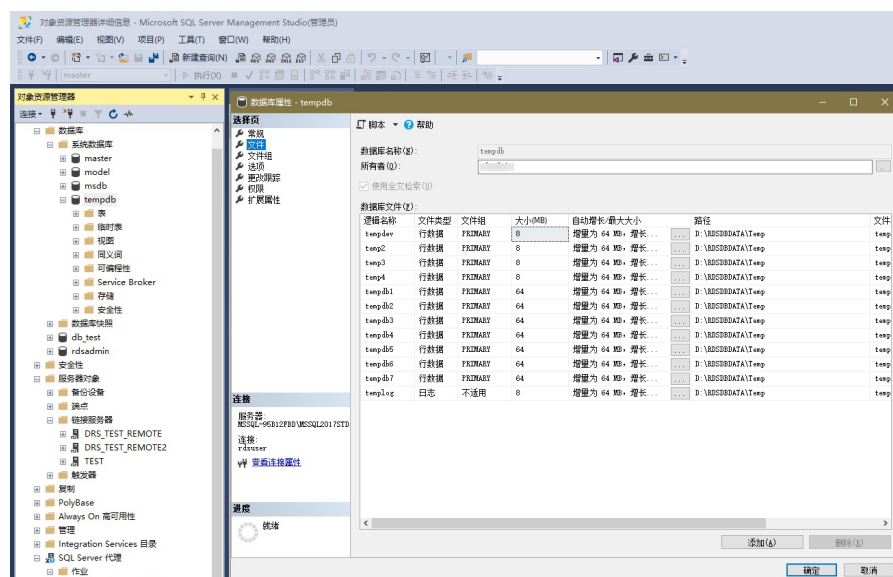 对象资源管理器详细信息 - Microsoft SQL Server Management Studio(管理员)
文件(F) 编辑(E) 视图(V) 项目(P) 工具(T) 窗口(W) 帮助(H)
新建查询(N)
master 执行(X)
对象资源管理器
连接
数据库
系统数据库
master
model
msdb
tempdb
表
临时表
视图
同义词
可编程性
Service Broker
存储
安全性
数据库快照
db_test
rdsadmin
安全性
服务器对象
备份设备
端点
链接服务器
DRS_TEST_REMOTE
DRS_TEST_REMOTE2
TEST
触发器
复制
PolyBase
Always On 高可用性
管理
Integration Services 目录
SQL Server 代理
作业
数据库属性 - tempdb
选择页
常规
文件
文件组
选项
更改跟踪
权限
扩展属性
连接
服务器:
MSSQL-95B12FBD\MSSQL2017STD
连接:
rdsuser
查看连接属性
进度
就绪
脚本 帮助
数据库名称(N): tempdb
所有者(O):
使用全文检索(U)
数据库文件(F):
逻辑名称 文件类型 文件组 大小(MB) 自动增长/最大大小 路径 文件
tempdev 行数据 PRIMARY 8 增量为 64 MB，增长... ... D:\RDSDBDATA\Temp temp
temp2 行数据 PRIMARY 8 增量为 64 MB，增长... ... D:\RDSDBDATA\Temp temp
temp3 行数据 PRIMARY 8 增量为 64 MB，增长... ... D:\RDSDBDATA\Temp temp
temp4 行数据 PRIMARY 8 增量为 64 MB，增长... ... D:\RDSDBDATA\Temp temp
tempdb1 行数据 PRIMARY 64 增量为 64 MB，增长... ... D:\RDSDBDATA\Temp temp
tempdb2 行数据 PRIMARY 64 增量为 64 MB，增长... ... D:\RDSDBDATA\Temp temp
tempdb3 行数据 PRIMARY 64 增量为 64 MB，增长... ... D:\RDSDBDATA\Temp temp
tempdb4 行数据 PRIMARY 64 增量为 64 MB，增长... ... D:\RDSDBDATA\Temp temp
tempdb5 行数据 PRIMARY 64 增量为 64 MB，增长... ... D:\RDSDBDATA\Temp temp
tempdb6 行数据 PRIMARY 64 增量为 64 MB，增长... ... D:\RDSDBDATA\Temp temp
tempdb7 行数据 PRIMARY 64 增量为 64 MB，增长... ... D:\RDSDBDATA\Temp temp
templog 日志 不适用 8 增量为 64 MB，增长... ... D:\RDSDBDATA\Temp temp
添加(A) 删除(R)
确定 取消